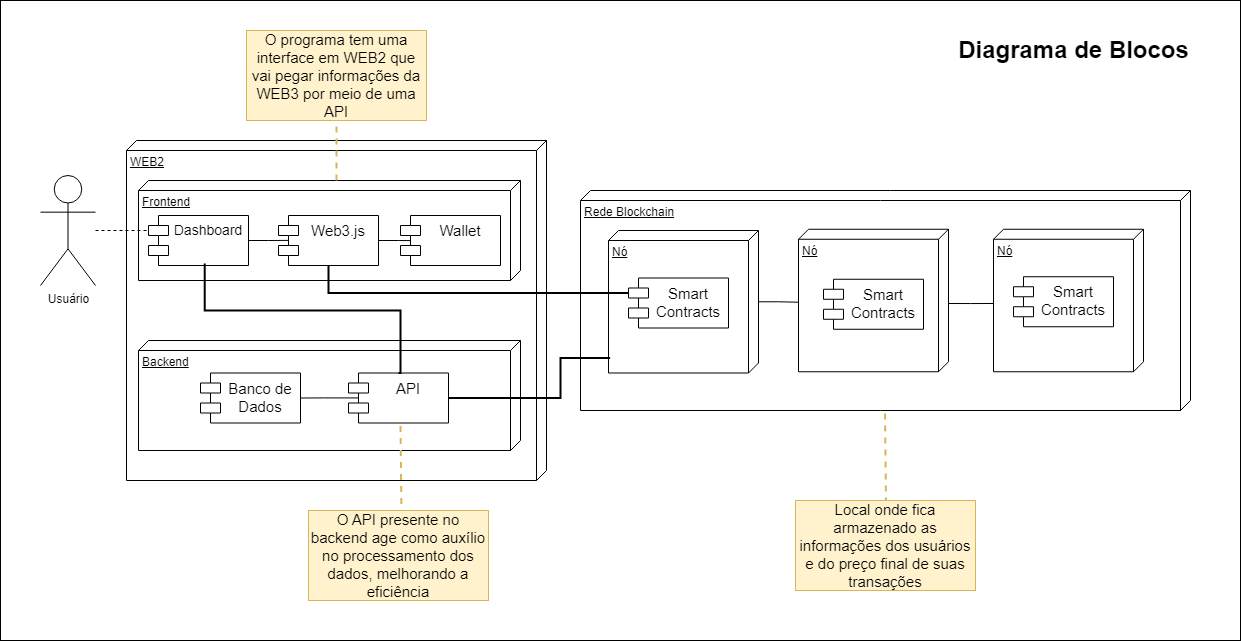 Diagrama de Blocos
O programa tem uma
interface em WEB2 que
vai pegar informações da
WEB3 por meio de uma
API
WEB2
Frontend
Dashboard
Web3.js
Wallet
Usuário
Rede Blockchain
Nó
Smart
Contracts
Nó
Smart
Contracts
Nó
Smart
Contracts
Backend
Banco de
Dados
API
O API presente no
backend age como auxílio
no processamento dos
dados, melhorando a
eficiência
Local onde fica
armazenado as
informações dos usuários
e do preço final de suas
transações